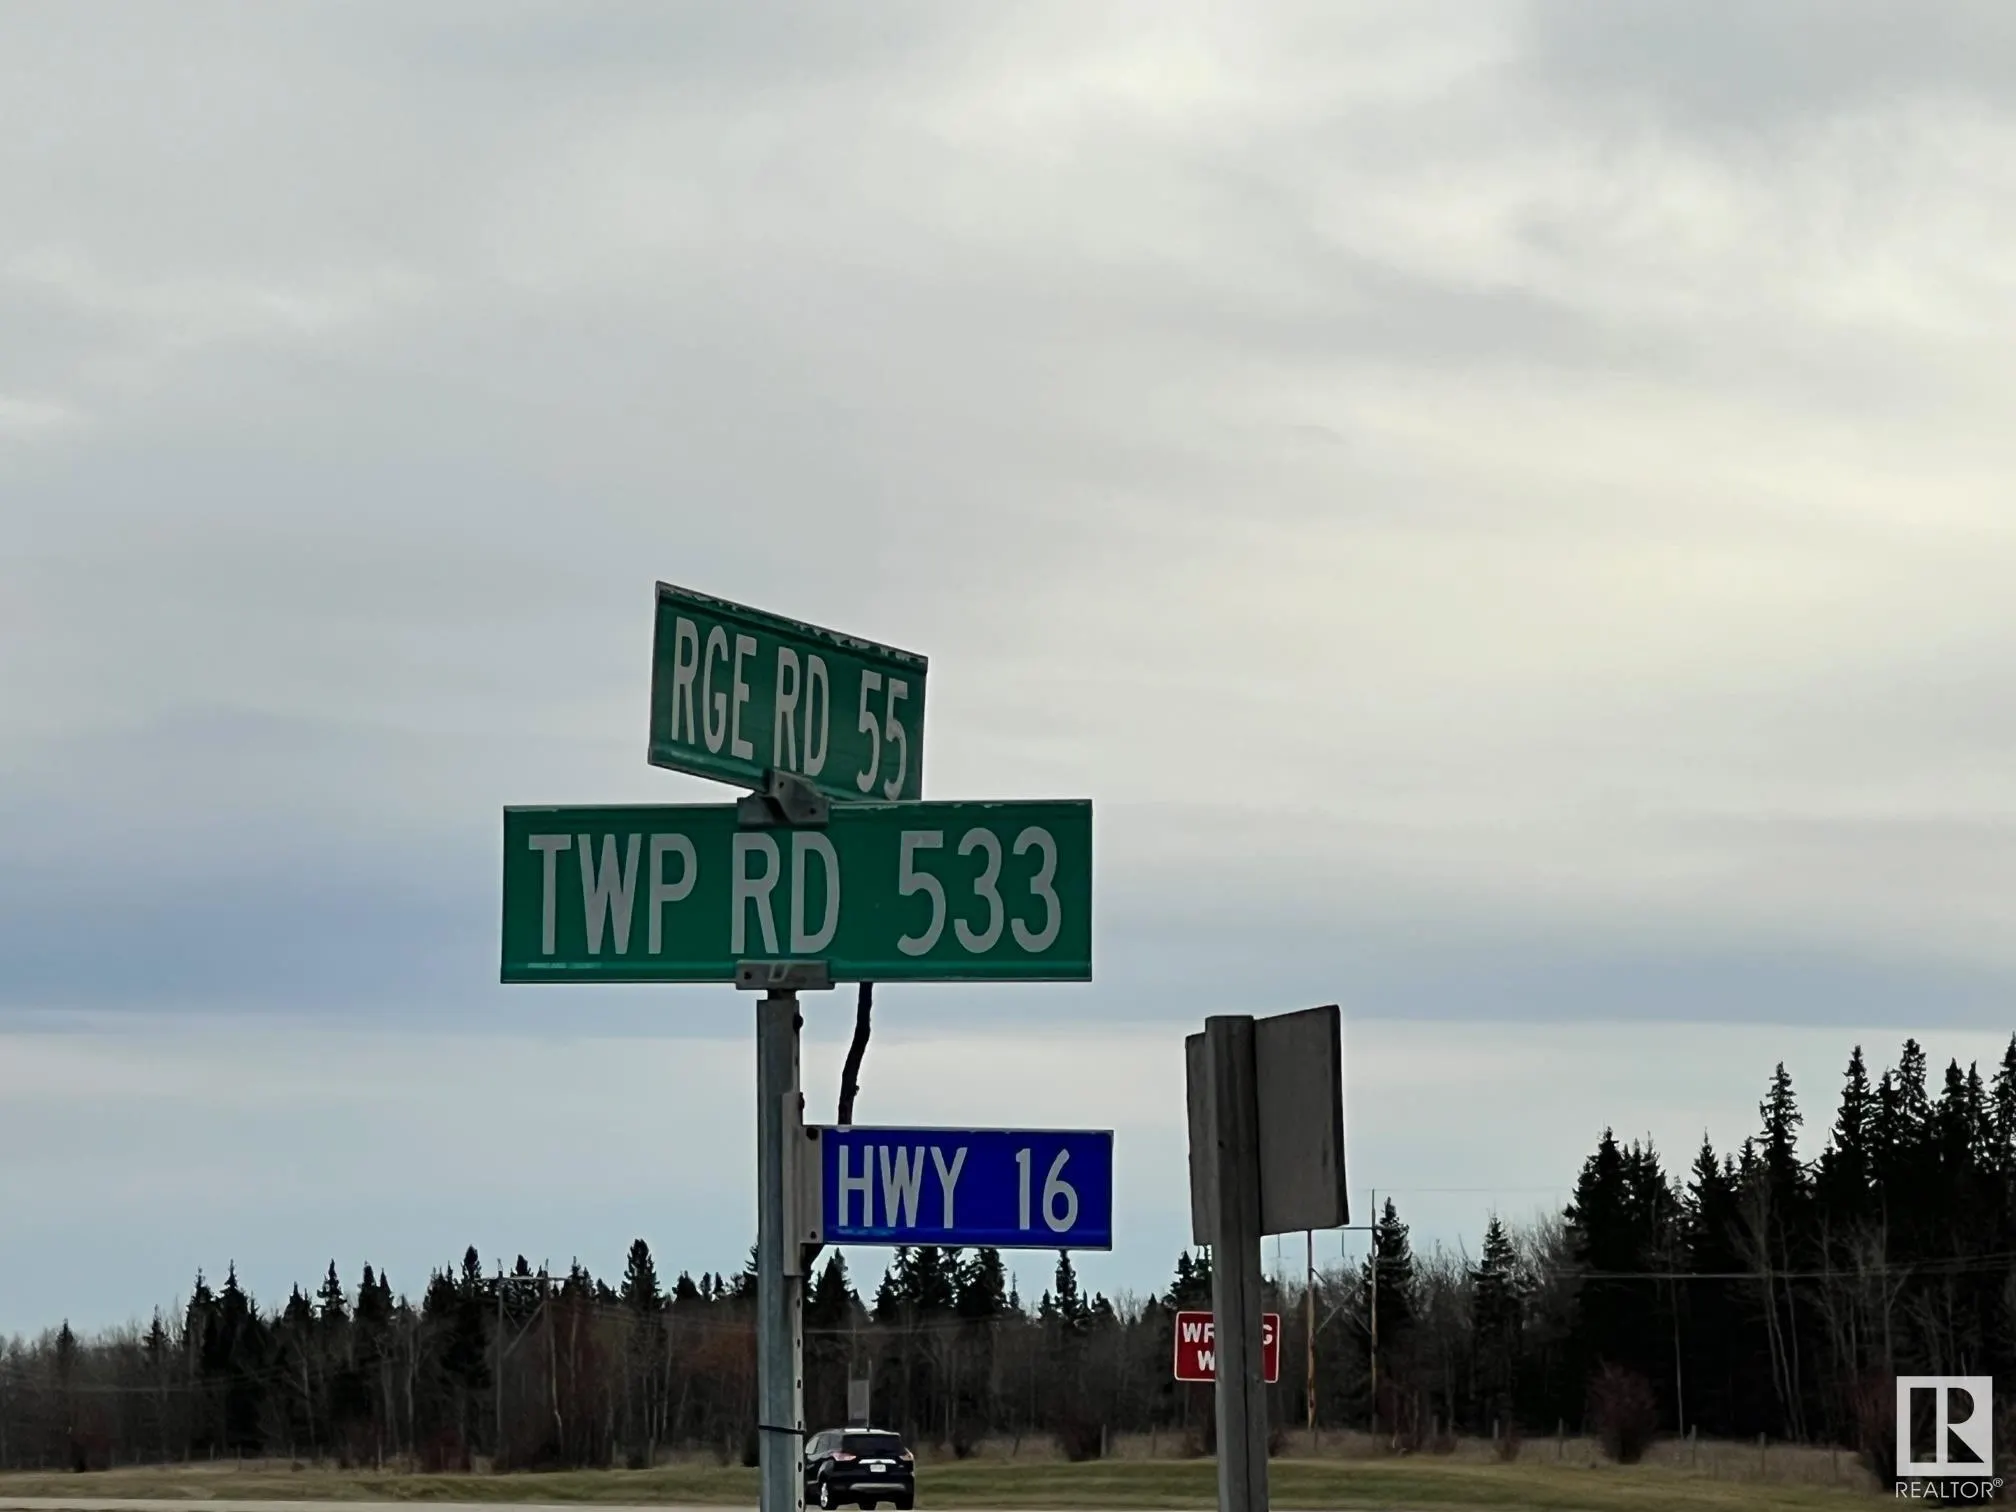 RGE RD 55
TWP RD 533
HWY 16
REALTOR®